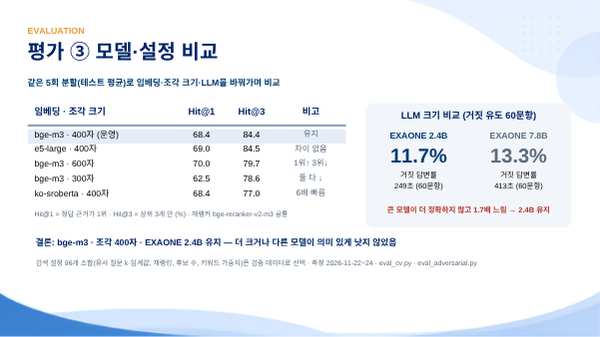 EVALUATION
평가 ③ 모델·설정 비교
같은 5회 분할(테스트 평균)로 임베딩·조각 크기·LLM을 바꿔가며 비교
임베딩 · 조각 크기 Hit@1 Hit@3 비고
bge-m3 · 400자 (운영) 68.4 84.4 유지
e5-large · 400자 69.0 84.5 차이 없음
bge-m3 · 600자 70.0 79.7 1위↑ 3위↓
bge-m3 · 300자 62.5 78.6 둘 다 ↓
ko-sroberta · 400자 68.4 77.0 6배 빠름
Hit@1 = 정답 근거가 1위 · Hit@3 = 상위 3개 안 (%) · 재랭커 bge-reranker-v2-m3 공통
LLM 크기 비교 (거짓 유도 60문항)
EXAONE 2.4B EXAONE 7.8B
11.7% 13.3%
거짓 답변률 거짓 답변률
249초 (60문항) 413초 (60문항)
큰 모델이 더 정확하지 않고 1.7배 느림 → 2.4B 유지
결론: bge-m3 · 조각 400자 · EXAONE 2.4B 유지 — 더 크거나 다른 모델이 의미 있게 낫지 않았음
검색 설정 96개 조합(유사 질문 k·임계값, 재랭킹, 후보 수, 키워드 가중치)은 검증 데이터로 선택 · 측정 2026-11-22~24 · eval_cv.py · eval_adversarial.py